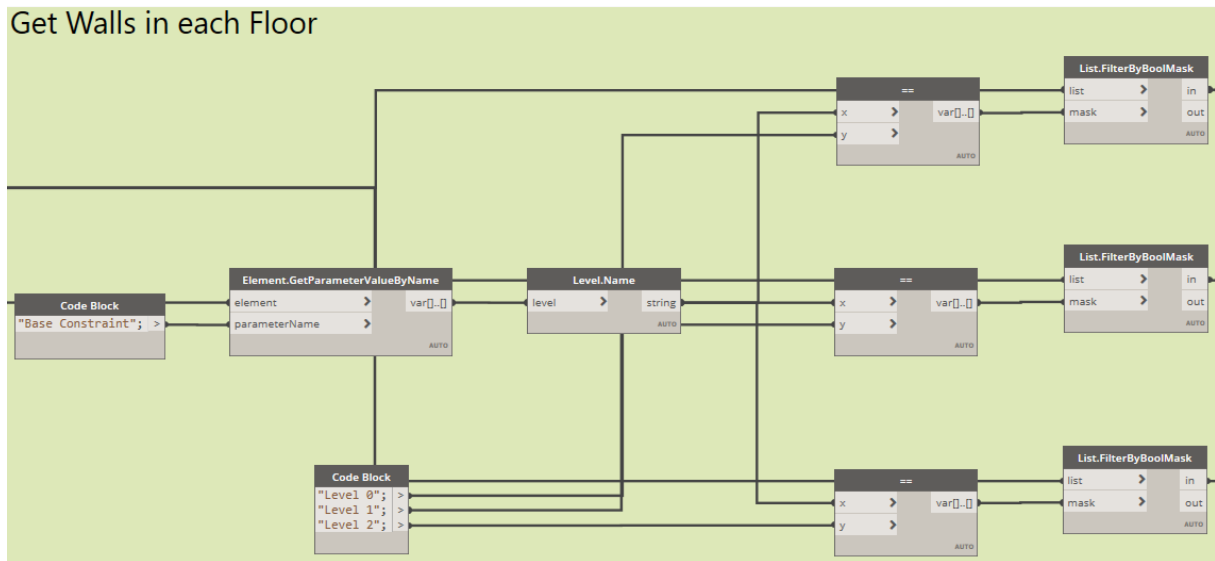 Get Walls in each Floor
List.FilterByBoolMask
list > in
mask > out
AUTO
==
x > var[]..[]
y >
AUTO
Element.GetParameterValueByName
element > var[]..[]
parameterName >
AUTO
Level.Name
level > string
AUTO
==
x > var[]..[]
y >
AUTO
List.FilterByBoolMask
list > in
mask > out
AUTO
Code Block
"Base Constraint"; >
Code Block
"Level 0"; >
"Level 1"; >
"Level 2"; >
==
x > var[]..[]
y >
AUTO
List.FilterByBoolMask
list > in
mask > out
AUTO